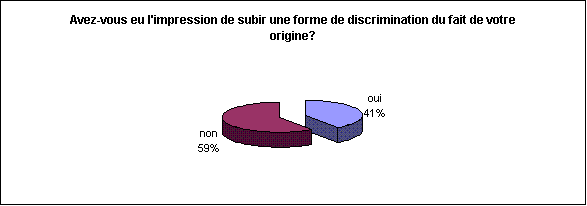 Avez-vous eu l'impression de subir une forme de discrimination du fait de votre
origine?
oui
41%
non
59%